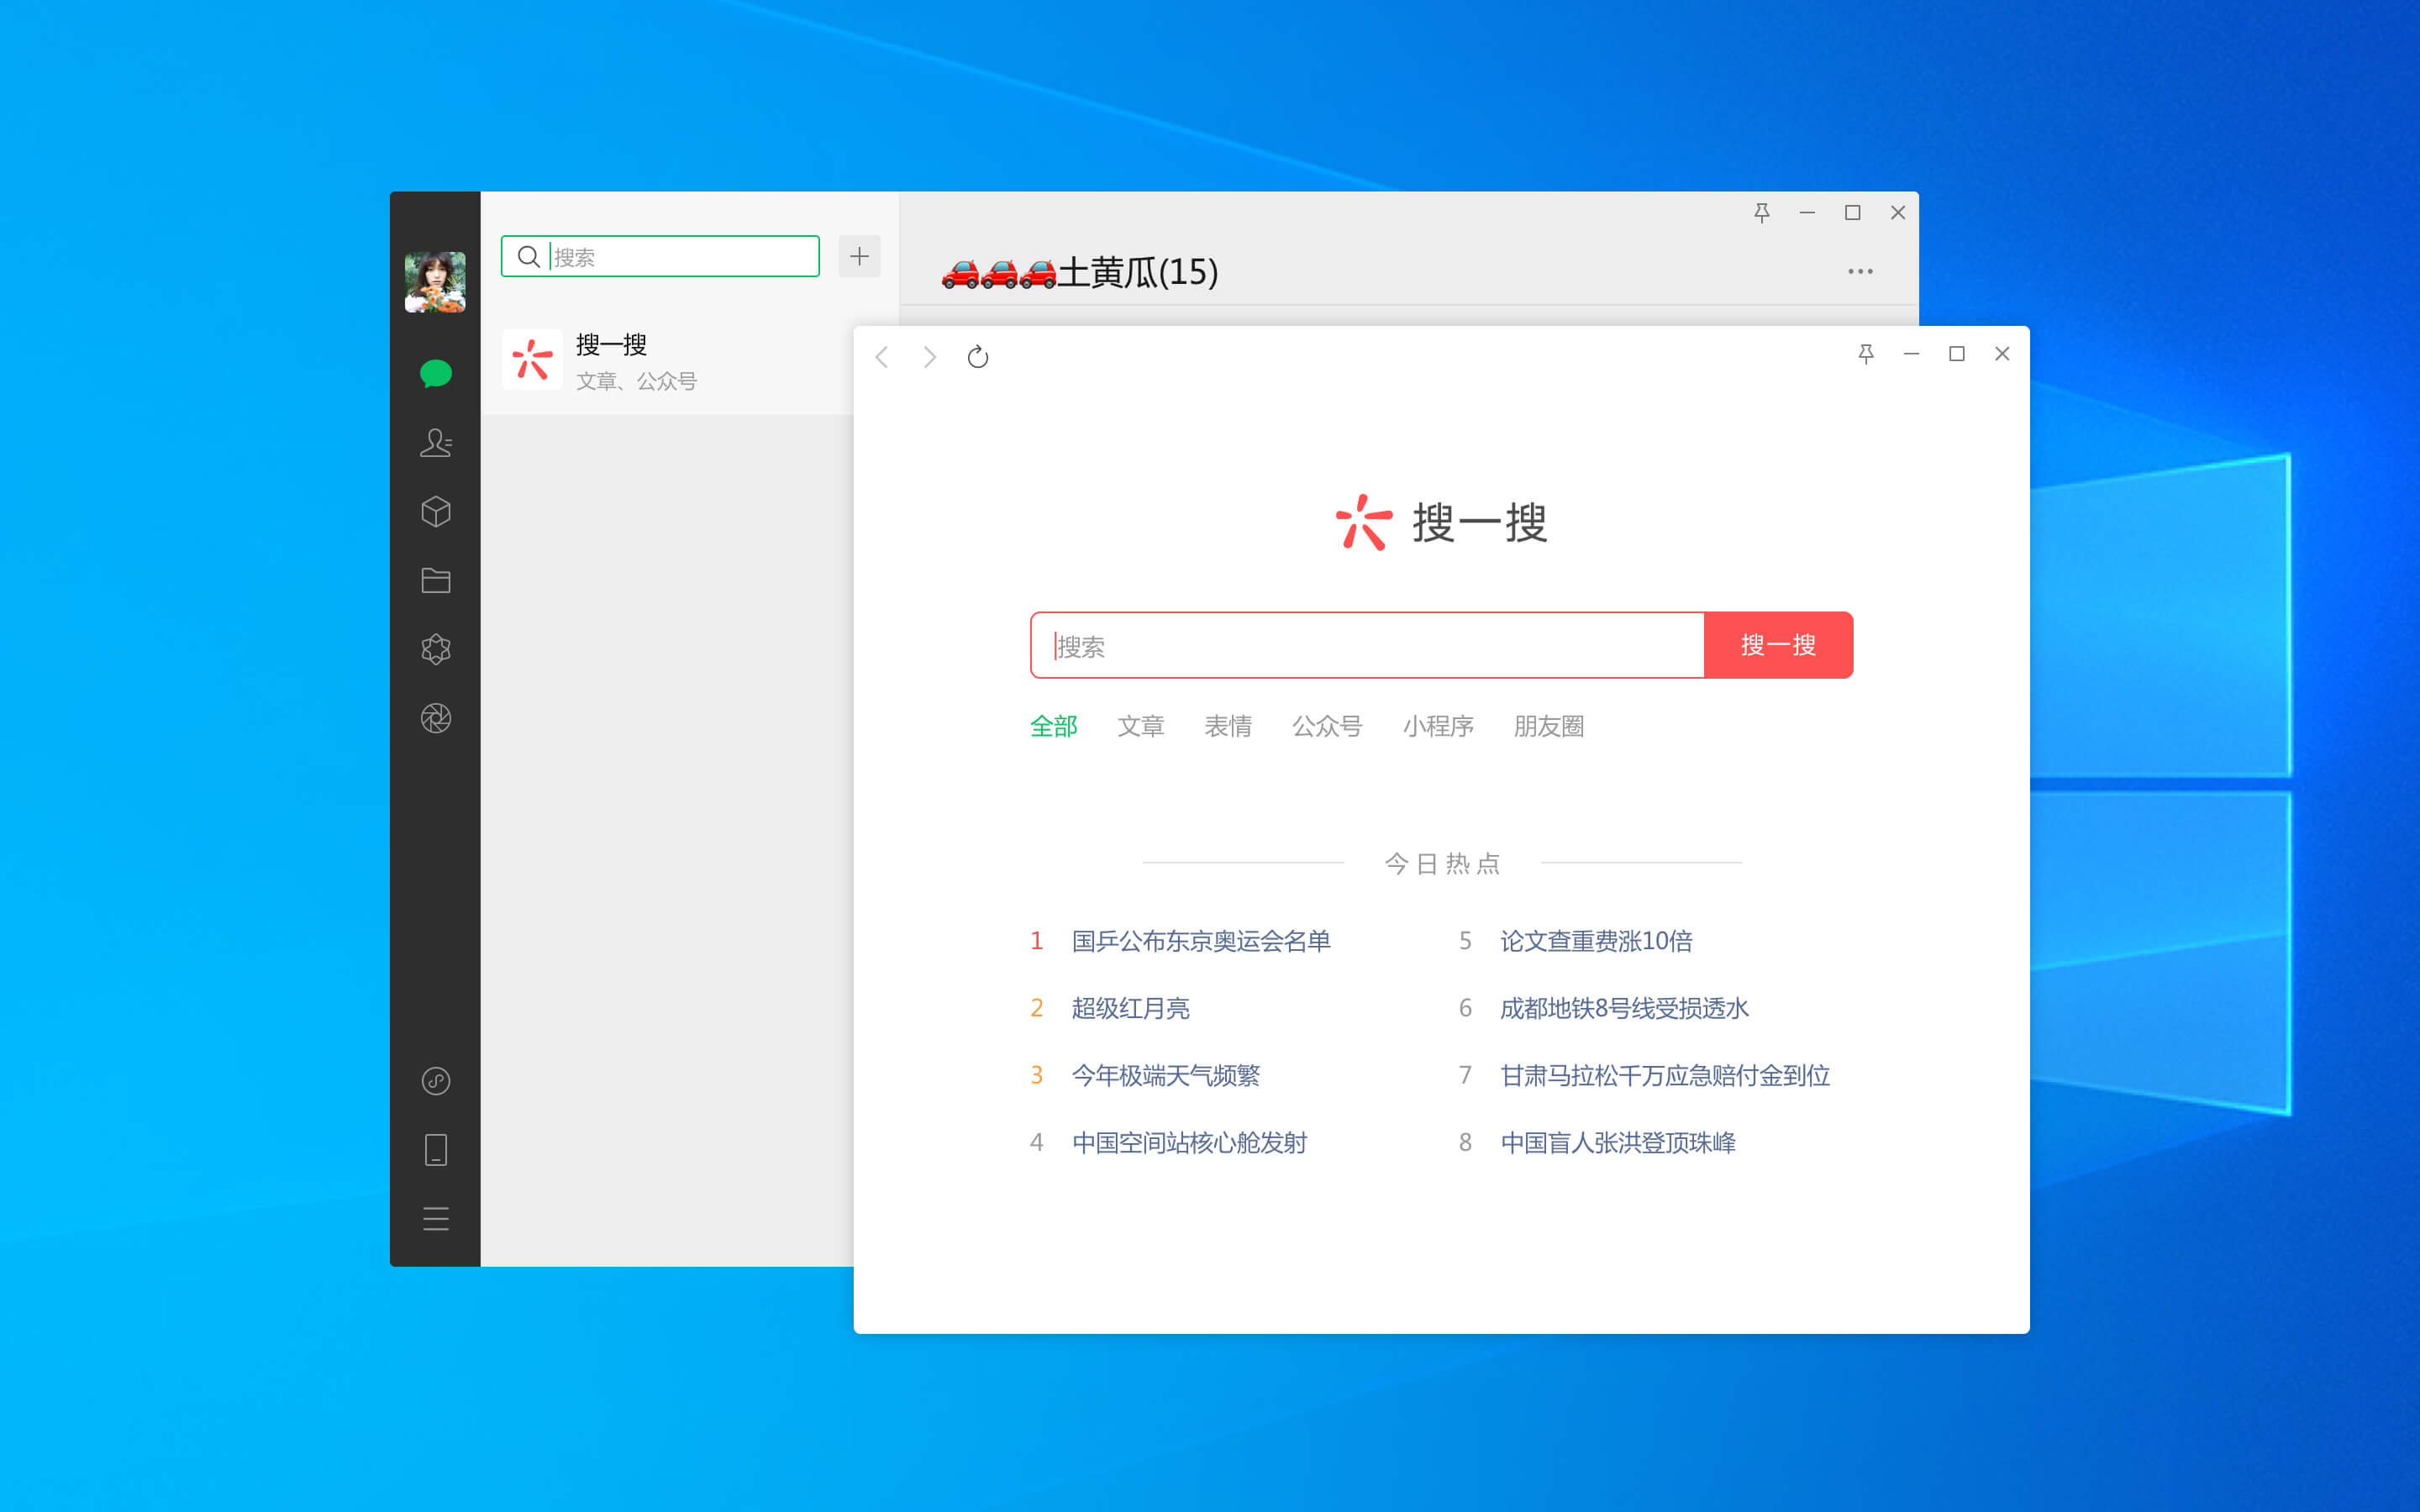 搜索
🚗🚗🚗土黄瓜(15)
搜一搜
文章、公众号
搜一搜
搜索
搜一搜
全部 文章 表情 公众号 小程序 朋友圈
今日热点
1 国乒公布东京奥运会名单
2 超级红月亮
3 今年极端天气频繁
4 中国空间站核心舱发射
5 论文查重费涨10倍
6 成都地铁8号线受损透水
7 甘肃马拉松千万应急赔付金到位
8 中国盲人张洪登顶珠峰